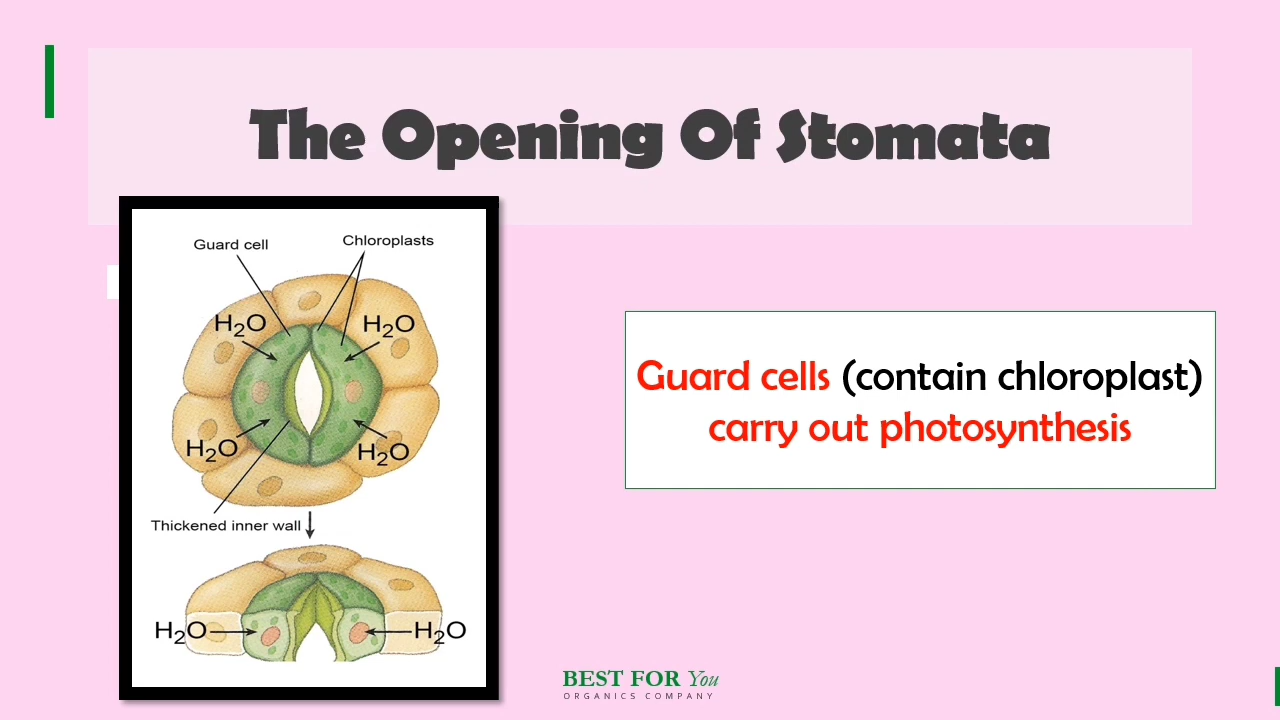 The Opening Of Stomata
Guard cell
Chloroplasts
H₂O
H₂O
H₂O
H₂O
Thickened inner wall
H₂O
H₂O
Guard cells (contain chloroplast)
carry out photosynthesis
BEST FOR You
ORGANICS COMPANY